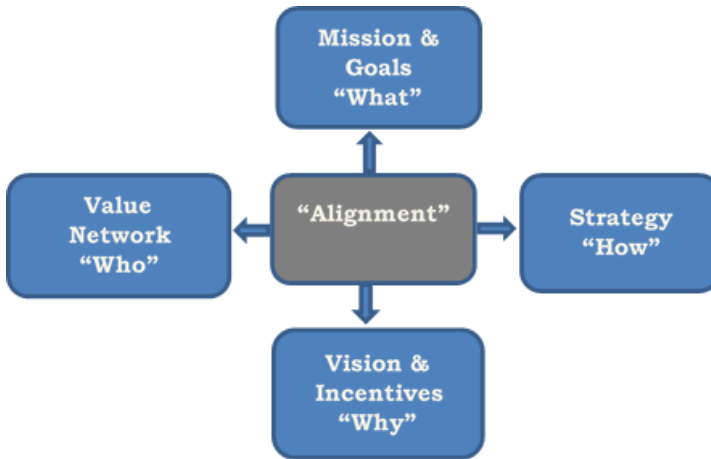 Mission &
Goals
“What”
Value
Network
“Who”
“Alignment”
Strategy
“How”
Vision &
Incentives
“Why”